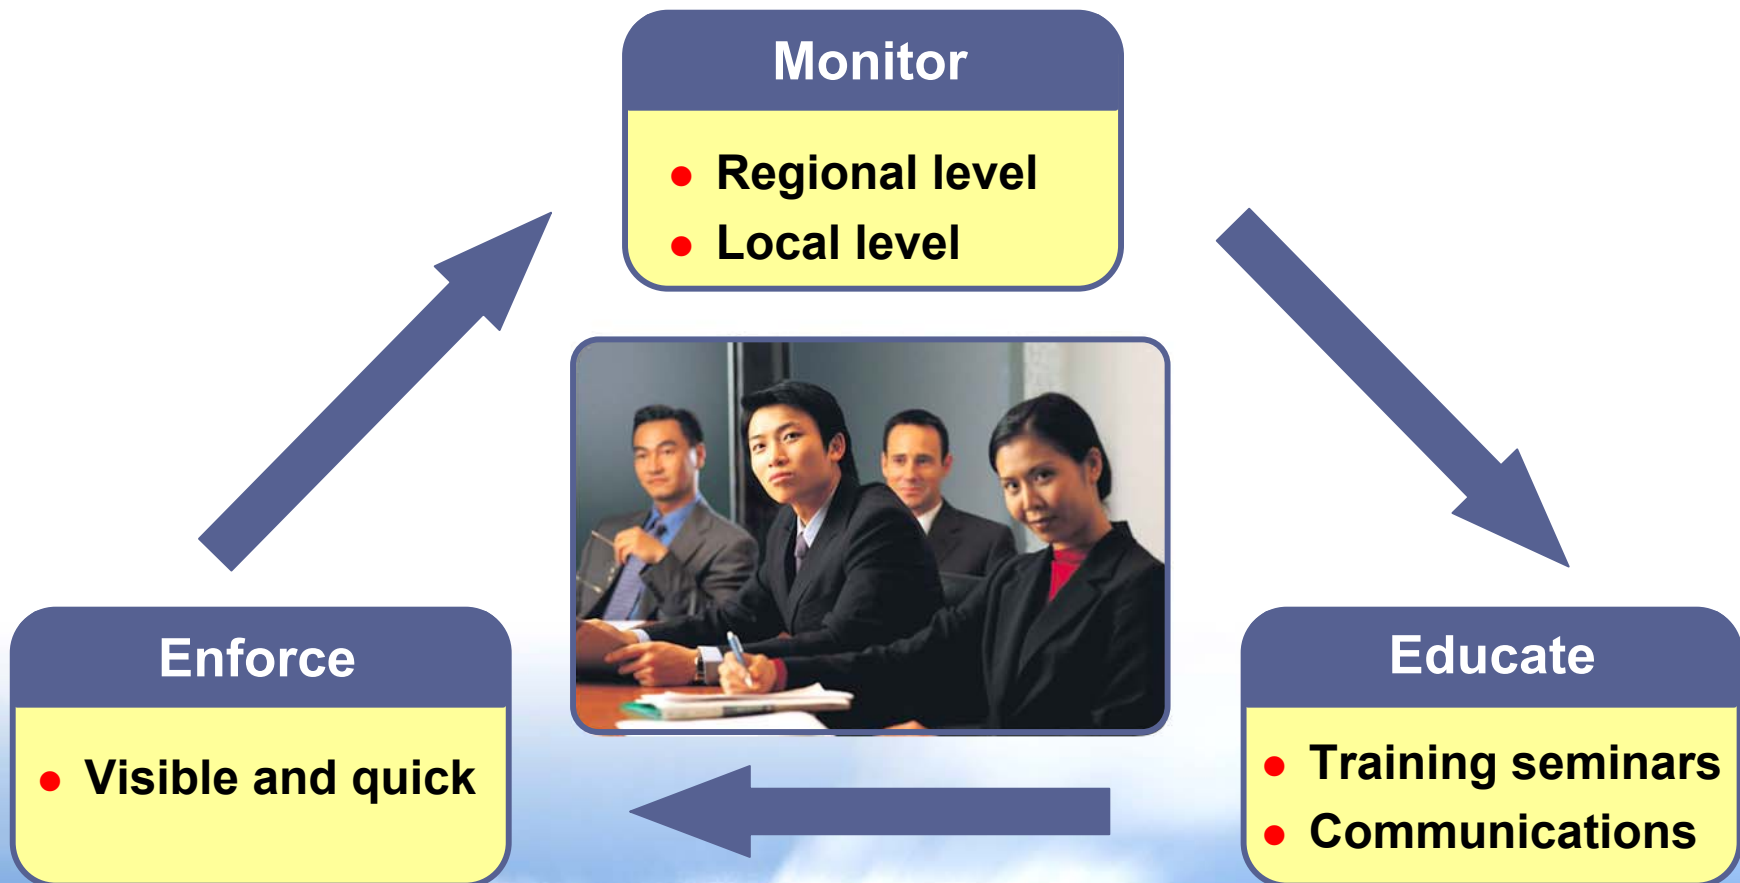 Monitor
Regional level
Local level
Enforce
Visible and quick
Educate
Training seminars
Communications